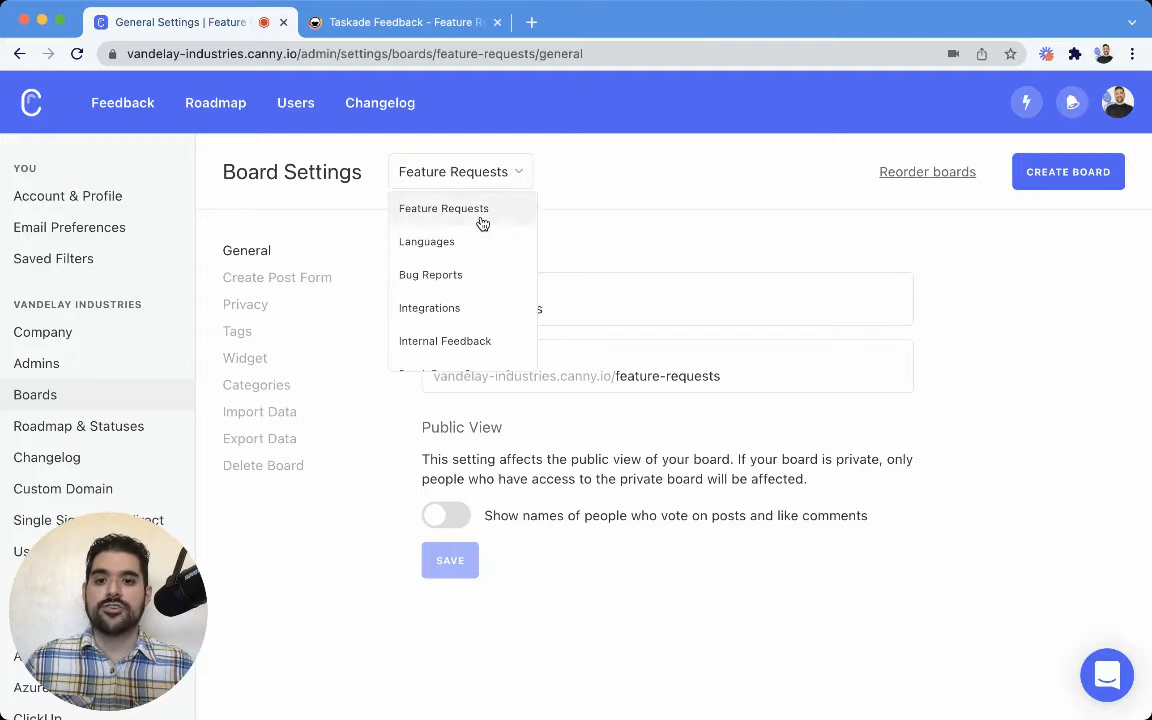 General Settings | Feature
Taskade Feedback - Feature Re
vandelay-industries.canny.io/admin/settings/boards/feature-requests/general
Feedback
Roadmap
Users
Changelog
YOU
Account & Profile
Email Preferences
Saved Filters
VANDELAY INDUSTRIES
Company
Admins
Boards
Roadmap & Statuses
Changelog
Custom Domain
Single Si
rect
Us
A
Azure
ClickUp
Board Settings
Feature Requests
Reorder boards
CREATE BOARD
General
Create Post Form
Privacy
Tags
Widget
Categories
Import Data
Export Data
Delete Board
Feature Requests
Languages
Bug Reports
Integrations
Internal Feedback
s
vandelay-industries.canny.io/feature-requests
Public View
This setting affects the public view of your board. If your board is private, only
people who have access to the private board will be affected.
Show names of people who vote on posts and like comments
SAVE